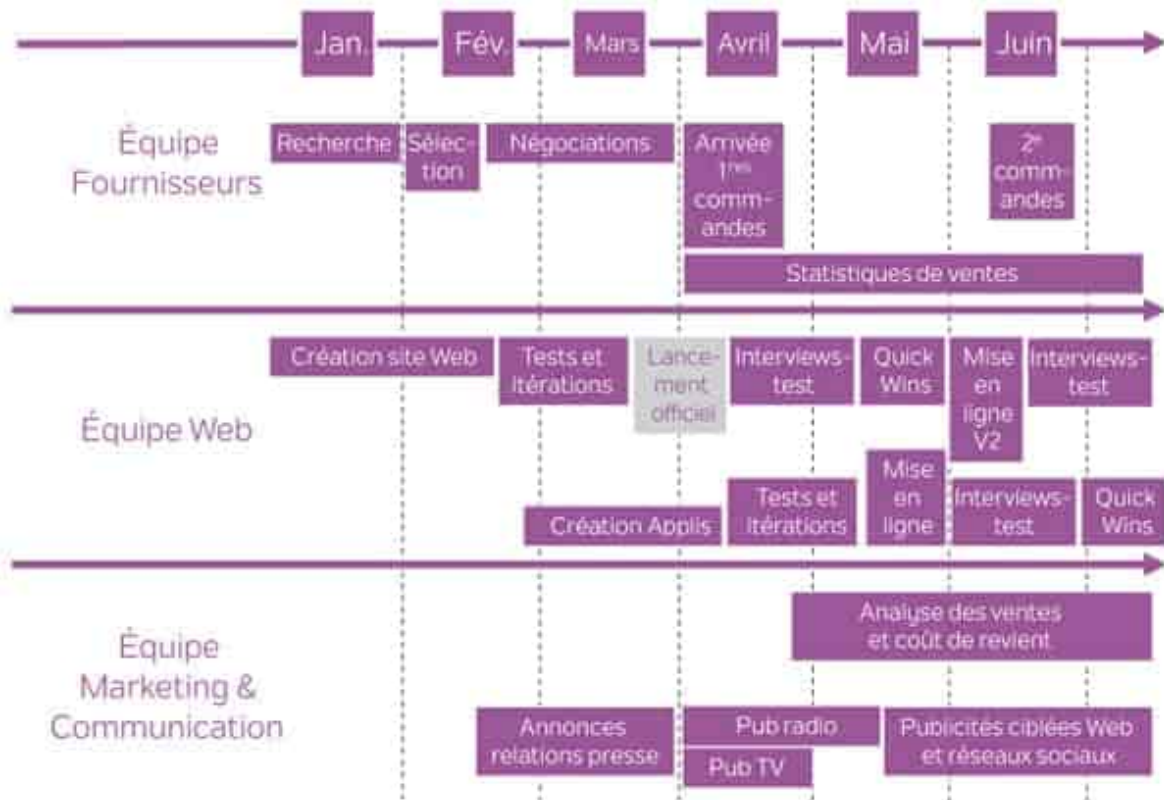 Jan. Fév. Mars Avril Mai Juin
Équipe
Fournisseurs
Recherche
Sélec-
tion
Négociations
Arrivée
1res
comm-
andes
2e
comm-
andes
Statistiques de ventes
Équipe Web
Création site Web
Tests et
itérations
Lance-
ment
officiel
Interviews-
test
Quick
Wins
Mise
en
ligne
V2
Interviews-
test
Création Applis
Tests et
itérations
Mise
en
ligne
Interviews-
test
Quick
Wins
Équipe
Marketing &
Communication
Analyse des ventes
et coût de revient
Annonces
relations presse
Pub radio
Pub TV
Publicités ciblées Web
et réseaux sociaux